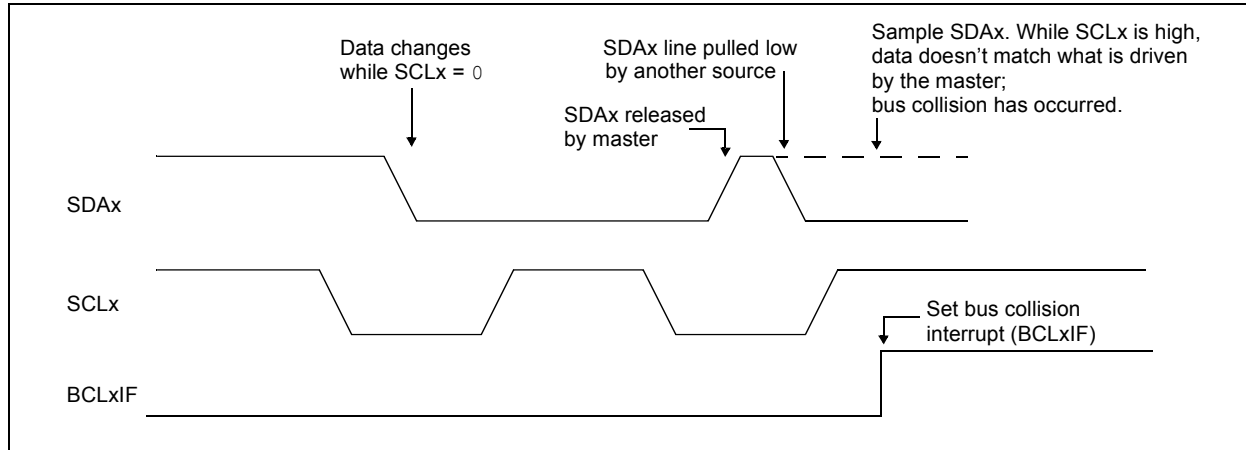 Data changes
while SCLx = 0
SDAx line pulled low
by another source
SDAx released
by master
Sample SDAx. While SCLx is high,
data doesn’t match what is driven
by the master;
bus collision has occurred.
SDAx
SCLx
Set bus collision
interrupt (BCLxIF)
BCLxIF